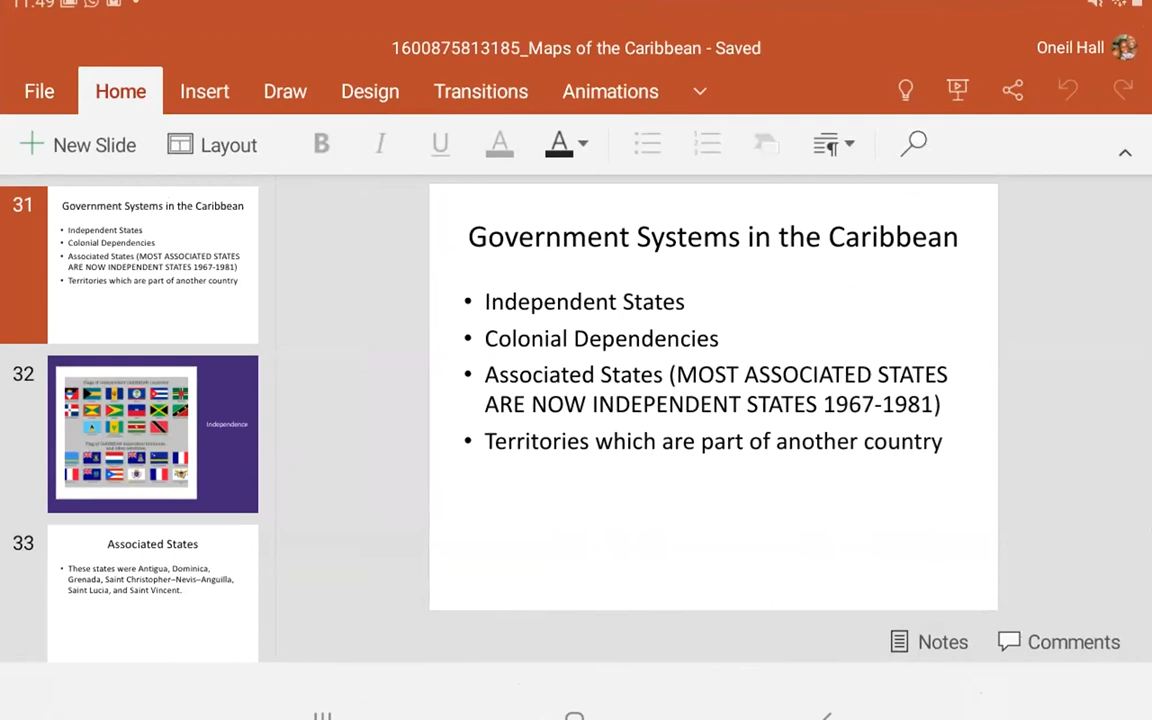 11:49
1600875813185_Maps of the Caribbean - Saved
Oneil Hall
File
Home
Insert
Draw
Design
Transitions
Animations
New Slide
Layout
B
I
U
A
A
31
Government Systems in the Caribbean
• Independent States
• Colonial Dependencies
• Associated States (MOST ASSOCIATED STATES
ARE NOW INDEPENDENT STATES 1967-1981)
• Territories which are part of another country
32
Independence
33
Associated States
• These states were Antigua, Dominica,
Grenada, Saint Christopher–Nevis–Anguilla,
Saint Lucia, and Saint Vincent.
Government Systems in the Caribbean
• Independent States
• Colonial Dependencies
• Associated States (MOST ASSOCIATED STATES
ARE NOW INDEPENDENT STATES 1967-1981)
• Territories which are part of another country
Notes
Comments